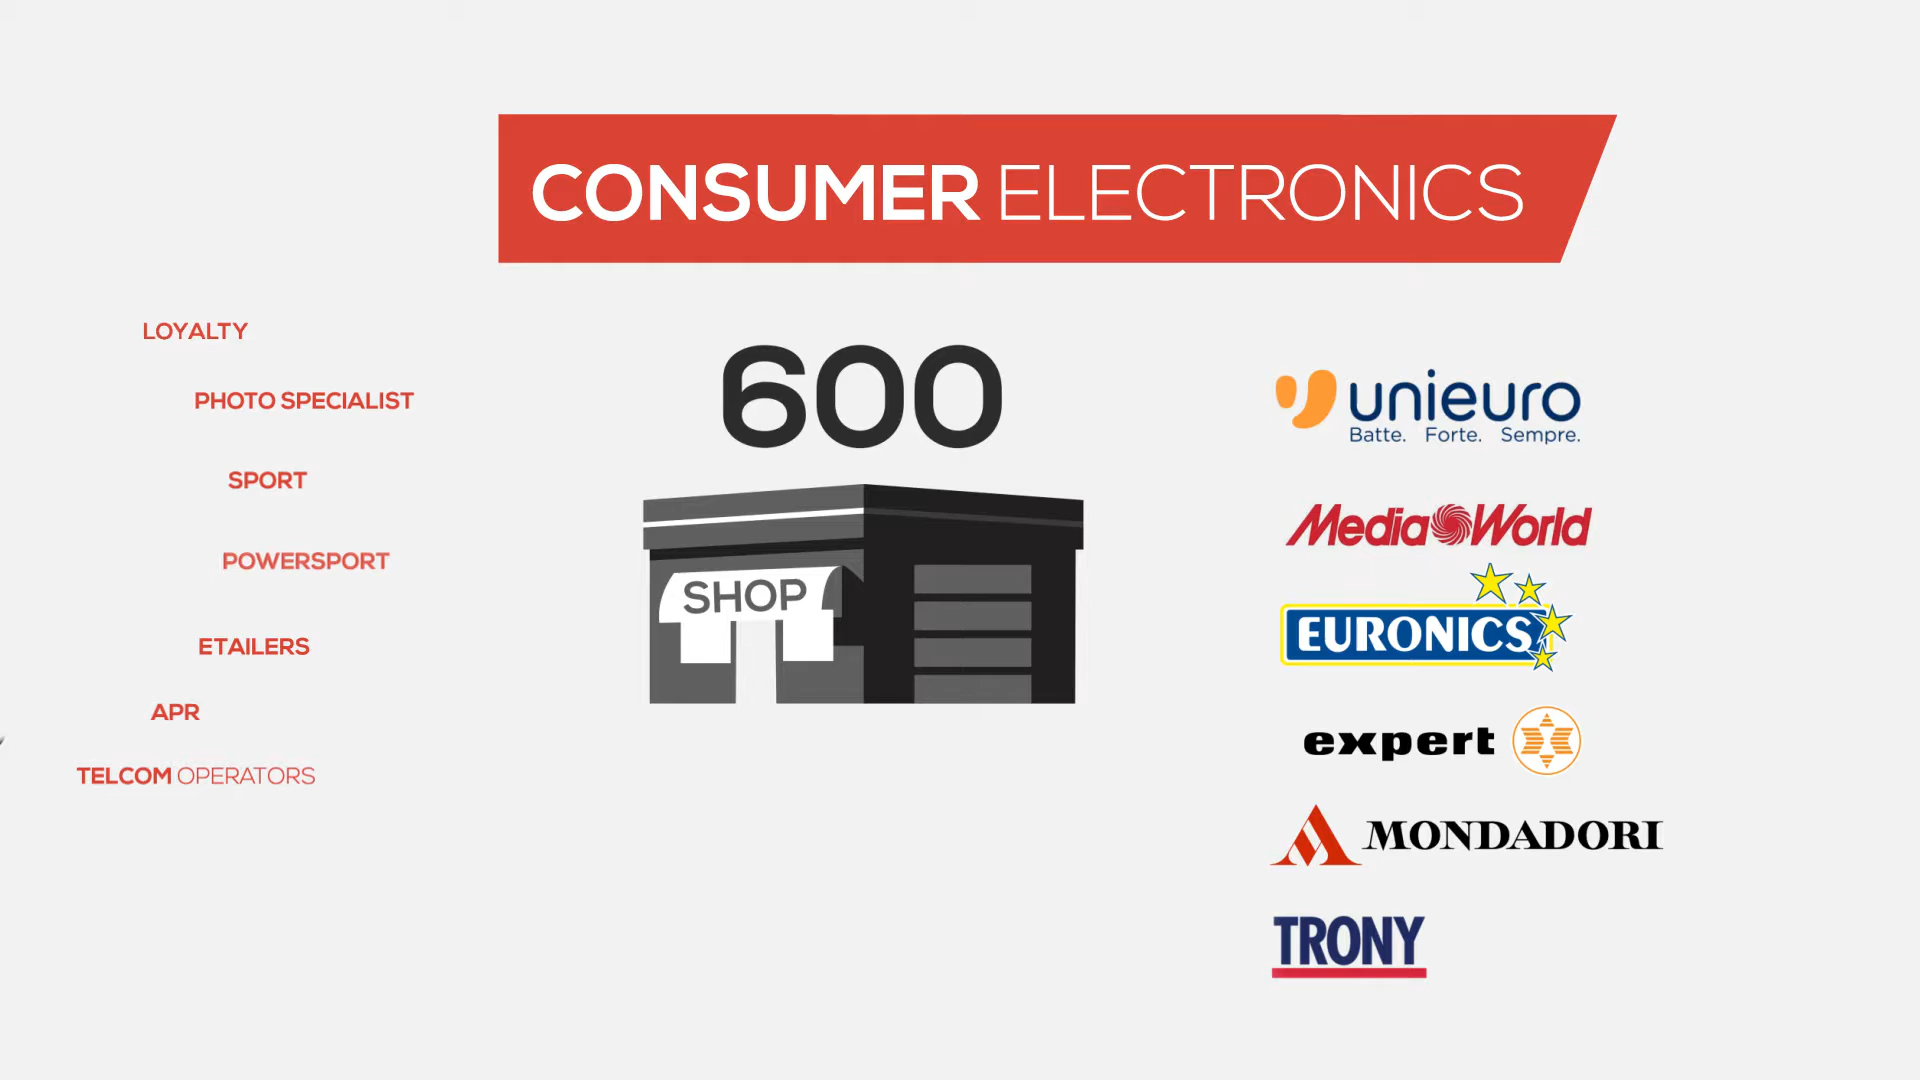 CONSUMER ELECTRONICS
LOYALTY
PHOTO SPECIALIST
SPORT
POWERSPORT
ETAILERS
APR
TELCOM OPERATORS
600
SHOP
unieuro
Batte. Forte. Sempre.
MediaWorld
EURONICS
expert
MONDADORI
TRONY